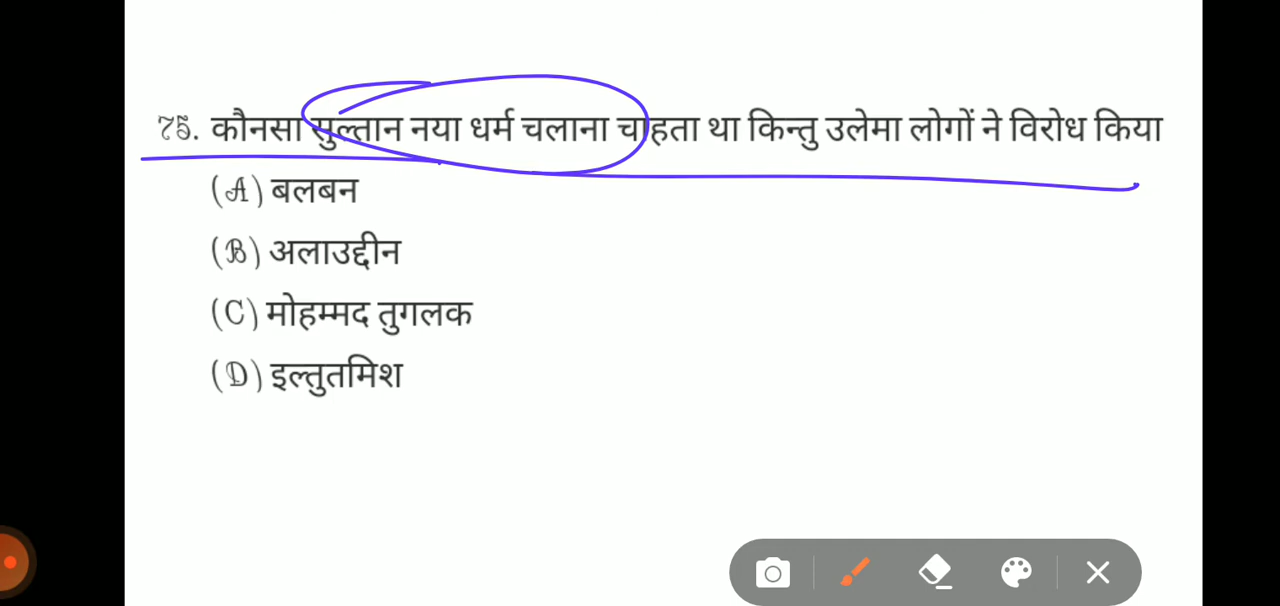 75. कौनसा सुल्तान नया धर्म चलाना चाहता था किन्तु उलेमा लोगों ने विरोध किया
(A) बलबन
(B) अलाउद्दीन
(C) मोहम्मद तुगलक
(D) इल्तुतमिश